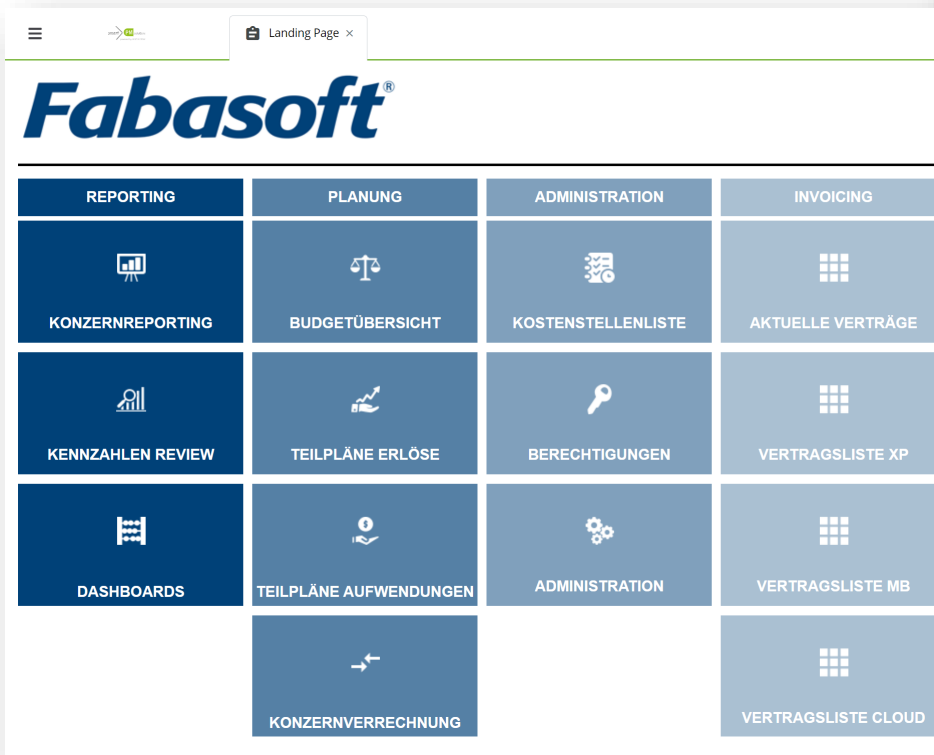 Landing Page ×
Fabasoft®
REPORTING PLANUNG ADMINISTRATION INVOICING
KONZERNREPORTING BUDGETÜBERSICHT KOSTENSTELLENLISTE AKTUELLE VERTRÄGE
KENNZAHLEN REVIEW TEILPLÄNE ERLÖSE BERECHTIGUNGEN VERTRAGSLISTE XP
DASHBOARDS TEILPLÄNE AUFWENDUNGEN ADMINISTRATION VERTRAGSLISTE MB
KONZERNVERRECHNUNG VERTRAGSLISTE CLOUD